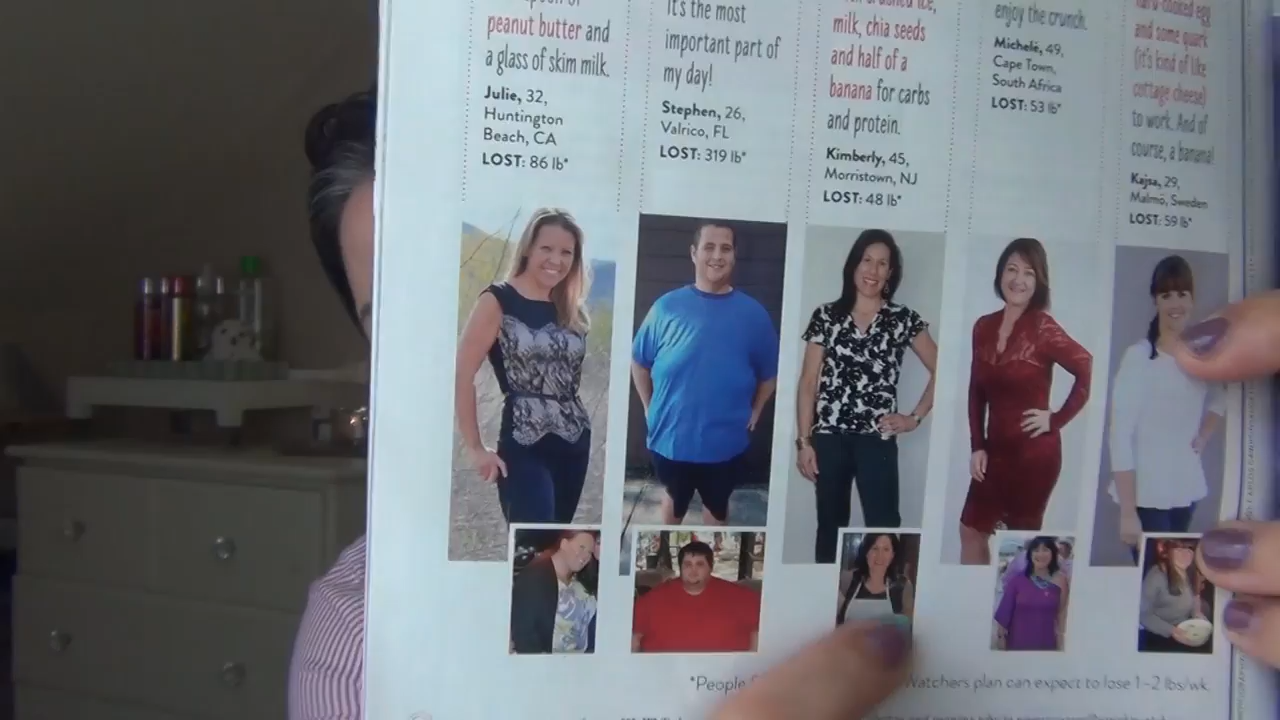 peanut butter and
a glass of skim milk.
Julie, 32,
Huntington
Beach, CA
LOST: 86 lb*
It's the most
important part of
my day!
Stephen, 26,
Valrico, FL
LOST: 319 lb*
milk, chia seeds
and half of a
banana for carbs
and protein.
Kimberly, 45,
Morristown, NJ
LOST: 48 lb*
enjoy the crunch.
Michele, 49,
Cape Town,
South Africa
LOST: 53 lb*
hard-cooked egg
and some quark
(it's kind of like
cottage cheese)
to work. And of
course, a banana!
Kajsa, 29,
Malmö, Sweden
LOST: 59 lb*
*People Watchers plan can expect to lose 1–2 lbs/wk.